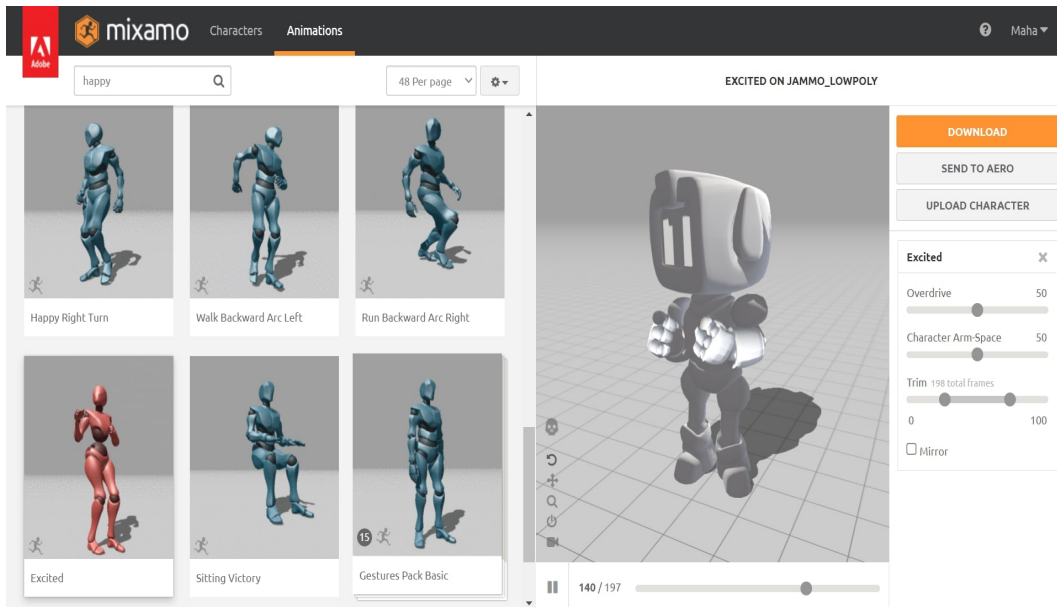 Adobe
mixamo
Characters
Animations
Maha
happy
48 Per page
EXCITED ON JAMMO_LOWPOLY
DOWNLOAD
SEND TO AERO
UPLOAD CHARACTER
Happy Right Turn
Walk Backward Arc Left
Run Backward Arc Right
Excited
Overdrive 50
Character Arm-Space 50
Trim 198 total frames
0 100
Mirror
15
Excited
Sitting Victory
Gestures Pack Basic
140 / 197